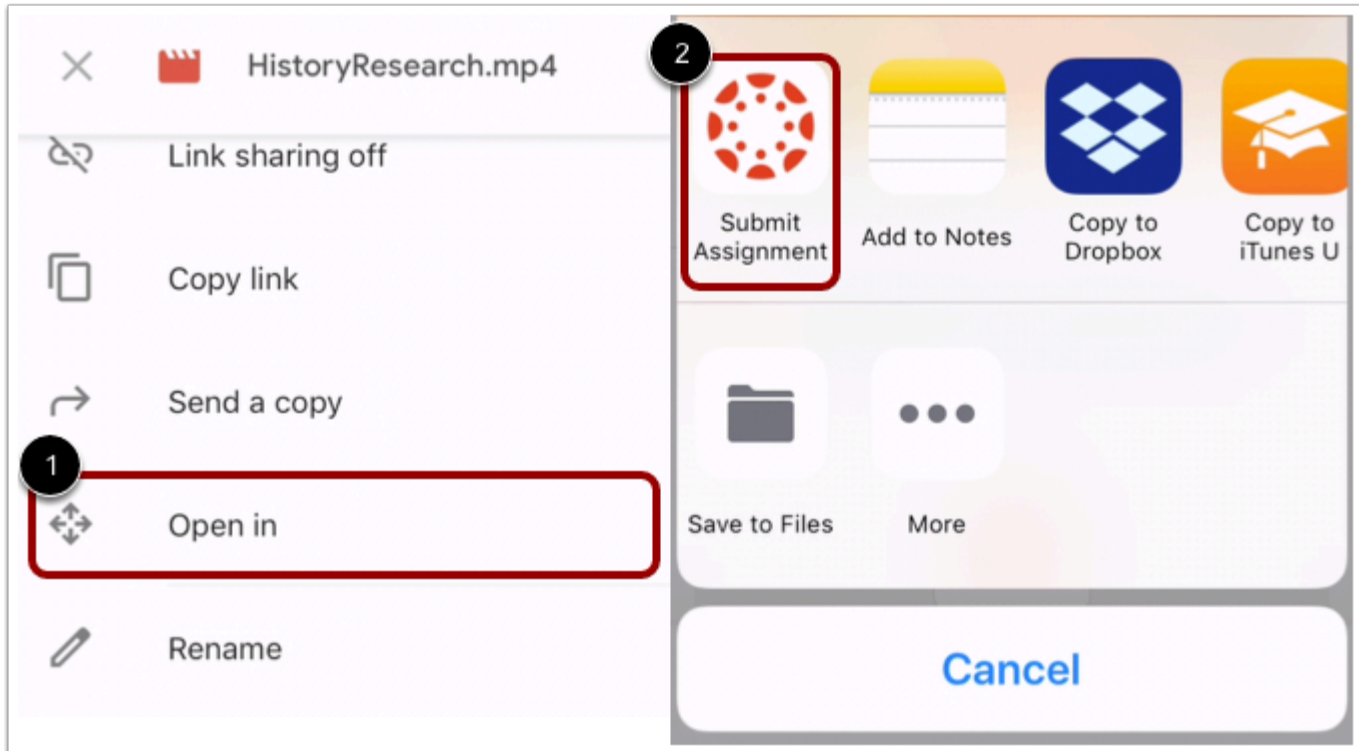 HistoryResearch.mp4
Link sharing off
Copy link
Send a copy
1
Open in
Rename
2
Submit
Assignment
Add to Notes
Copy to
Dropbox
Copy to
iTunes U
Save to Files
More
Cancel